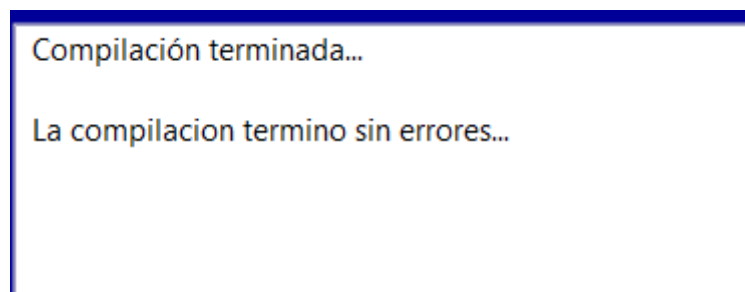 Compilación terminada...
La compilacion termino sin errores...